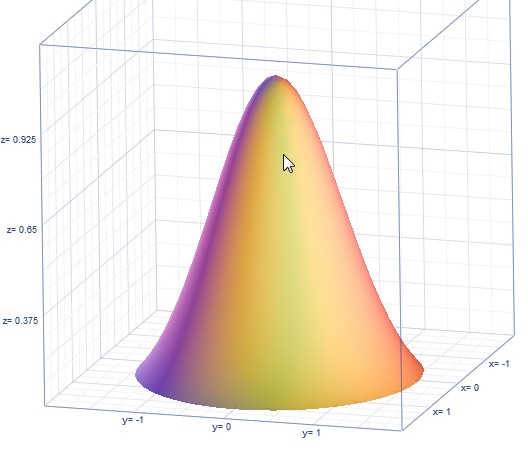 z= 0.925
z= 0.65
z= 0.375
y= -1
y= 0
y= 1
x= 1
x= 0
x= -1